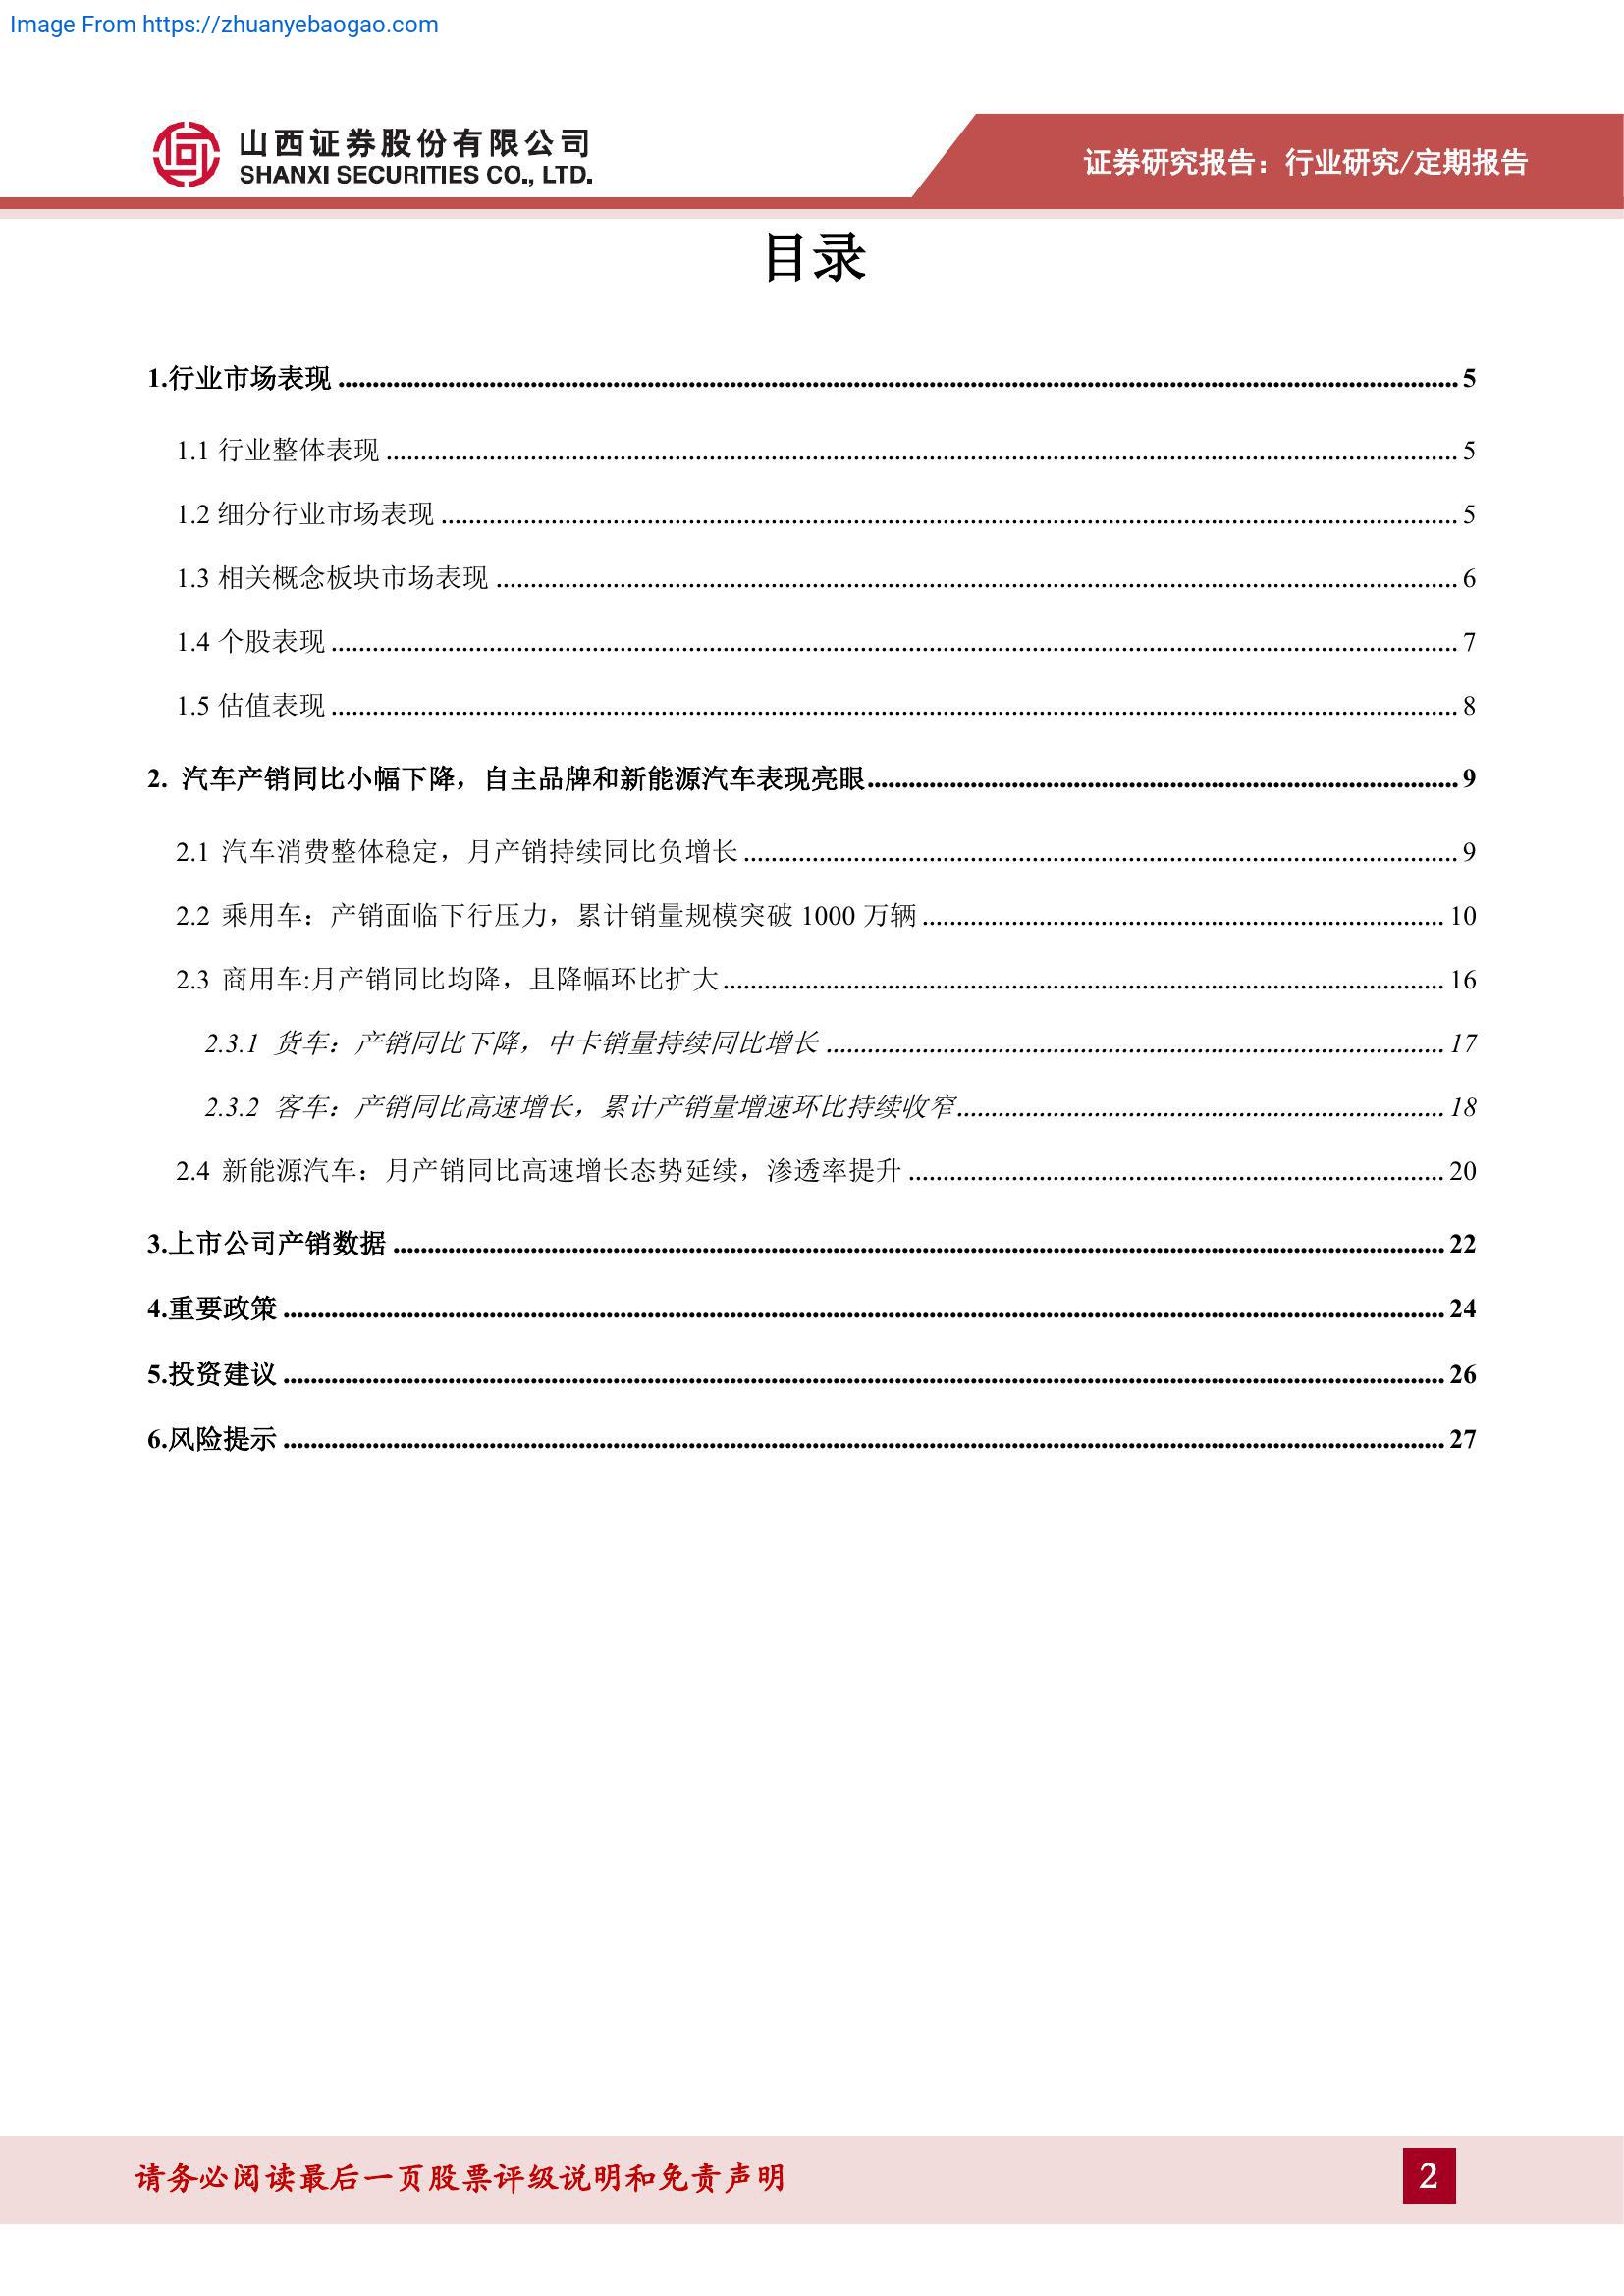 Image From https://zhuanyebaogao.com
山西证券股份有限公司
SHANXI SECURITIES CO., LTD.
证券研究报告：行业研究/定期报告
目录
1.行业市场表现 5
1.1 行业整体表现 5
1.2 细分行业市场表现 5
1.3 相关概念板块市场表现 6
1.4 个股表现 7
1.5 估值表现 8
2. 汽车产销同比小幅下降，自主品牌和新能源汽车表现亮眼 9
2.1 汽车消费整体稳定，月产销持续同比负增长 9
2.2 乘用车：产销面临下行压力，累计销量规模突破 1000 万辆 10
2.3 商用车:月产销同比均降，且降幅环比扩大 16
2.3.1 货车：产销同比下降，中卡销量持续同比增长 17
2.3.2 客车：产销同比高速增长，累计产销量增速环比持续收窄 18
2.4 新能源汽车：月产销同比高速增长态势延续，渗透率提升 20
3.上市公司产销数据 22
4.重要政策 24
5.投资建议 26
6.风险提示 27
请务必阅读最后一页股票评级说明和免责声明
2